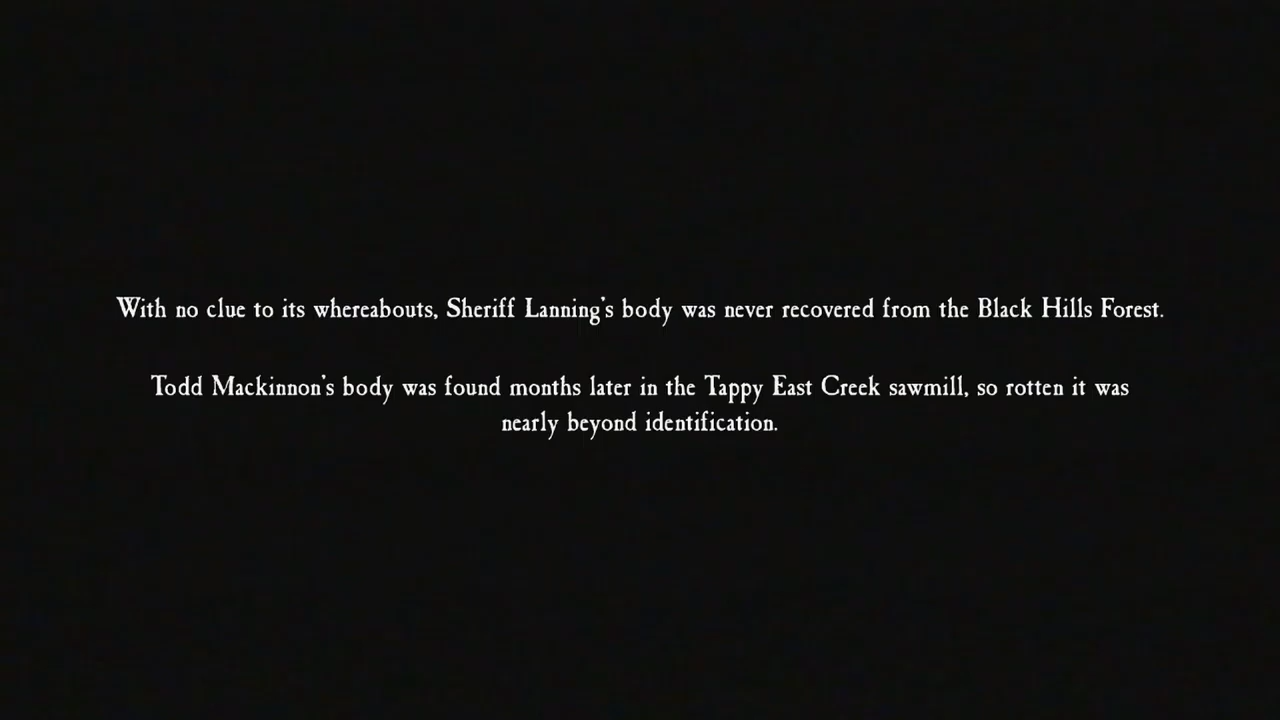 With no clue to its whereabouts, Sheriff Lanning's body was never recovered from the Black Hills Forest.
Todd Mackinnon's body was found months later in the Tappy East Creek sawmill, so rotten it was
nearly beyond identification.